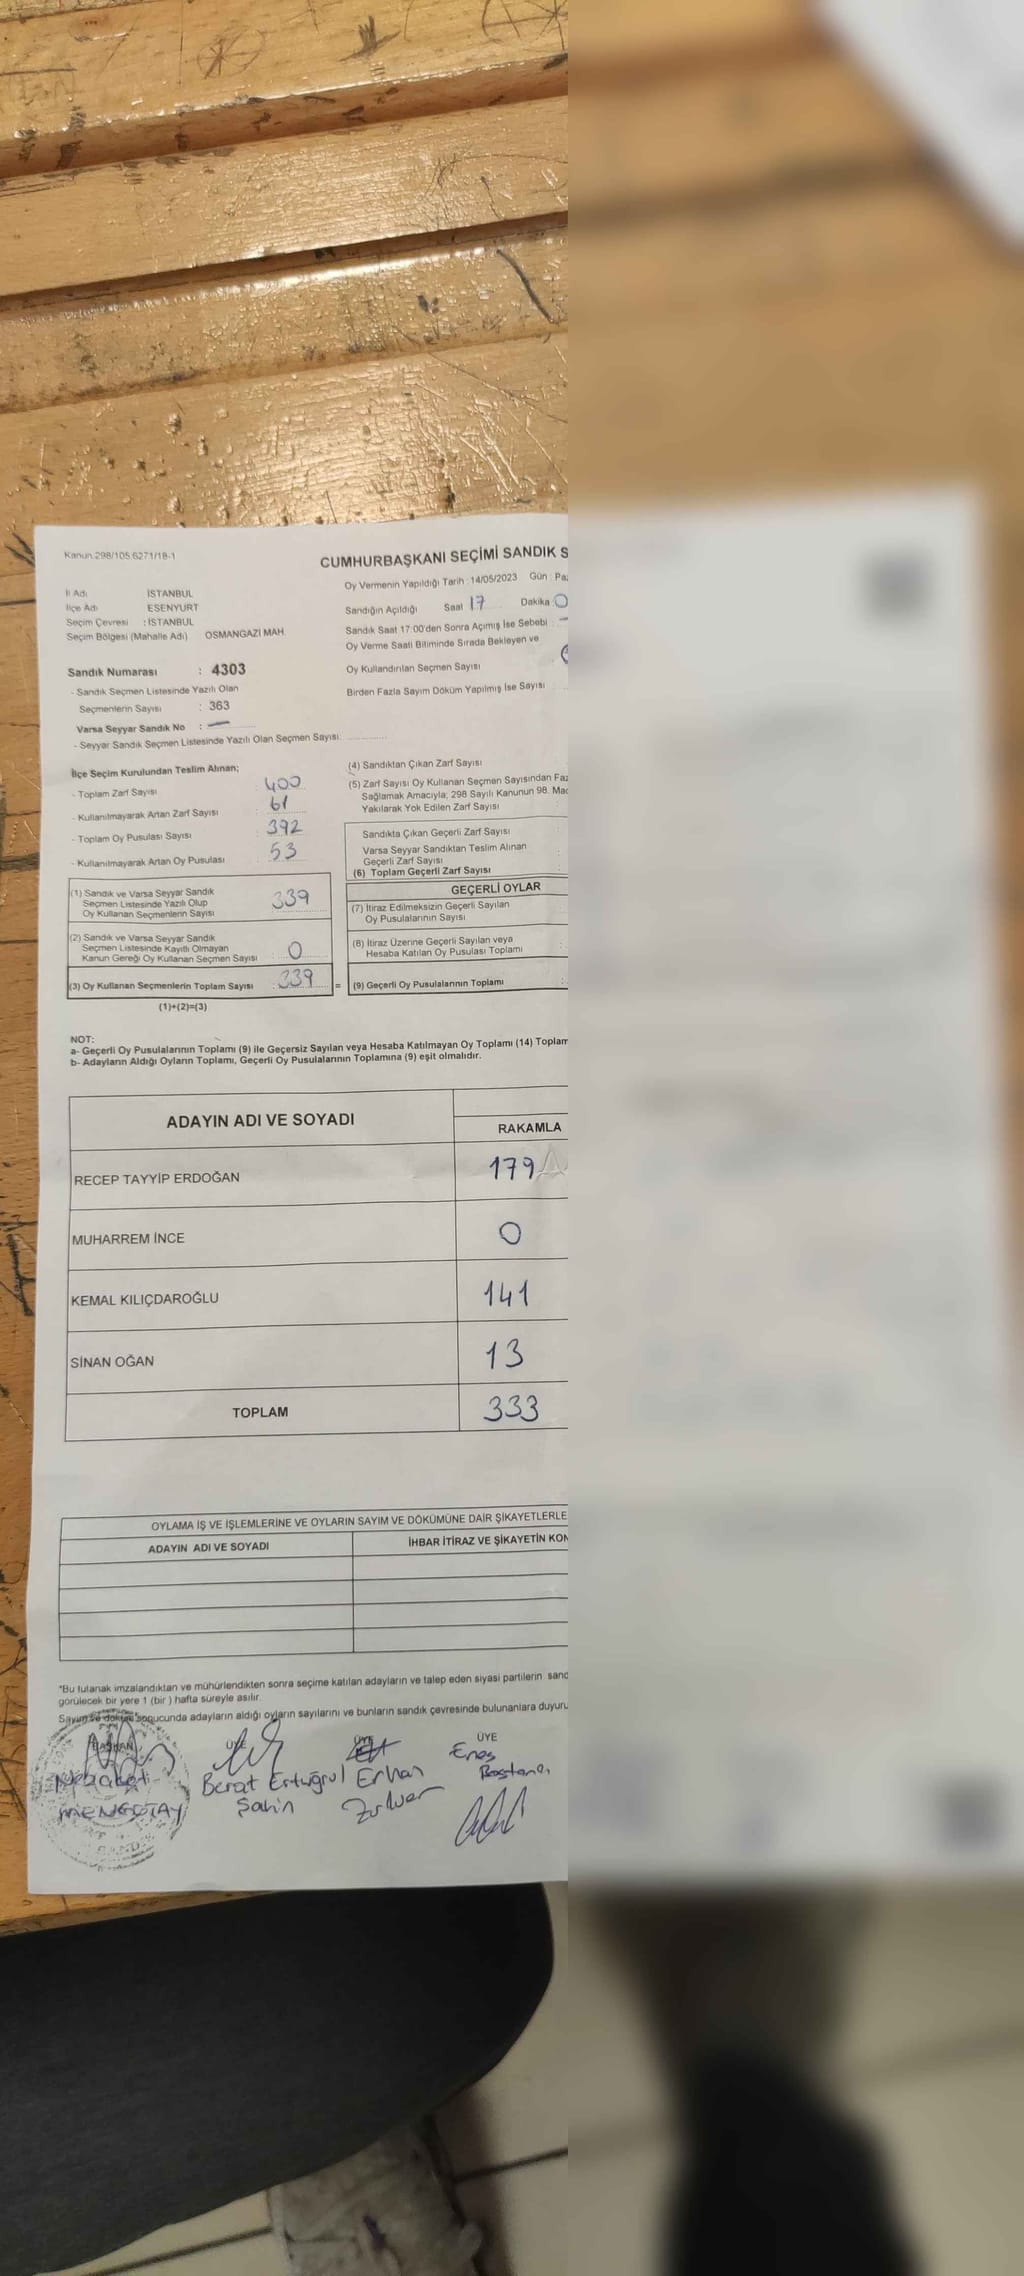 Kanun.298/105.6271/18-1
CUMHURBAŞKANI SEÇİMİ SANDIK S
İl Adı İSTANBUL
İlçe Adı ESENYURT
Seçim Çevresi : İSTANBUL
Seçim Bölgesi (Mahalle Adı) OSMANGAZİ MAH.
Oy Vermenin Yapıldığı Tarih : 14/05/2023 Gün : Pa
Sandığın Açıldığı Saat 17 Dakika 0
Sandık Saat 17:00'den Sonra Açımış İse Sebebi
Oy Verme Saati Bitiminde Sırada Bekleyen ve
Oy Kullandırılan Seçmen Sayısı
Birden Fazla Sayım Döküm Yapılmış İse Sayısı
Sandık Numarası : 4303
- Sandık Seçmen Listesinde Yazılı Olan
Seçmenlerin Sayısı : 363
Varsa Seyyar Sandık No : —
- Seyyar Sandık Seçmen Listesinde Yazılı Olan Seçmen Sayısı:
İlçe Seçim Kurulundan Teslim Alınan;
- Toplam Zarf Sayısı 400
- Kullanılmayarak Artan Zarf Sayısı 61
- Toplam Oy Pusulası Sayısı 392
- Kullanılmayarak Artan Oy Pusulası 53
(4) Sandıktan Çıkan Zarf Sayısı
(5) Zarf Sayısı Oy Kullanan Seçmen Sayısından Faz
Sağlamak Amacıyla; 298 Sayılı Kanunun 98. Mad
Yakılarak Yok Edilen Zarf Sayısı
Sandıkta Çıkan Geçerli Zarf Sayısı
Varsa Seyyar Sandıktan Teslim Alınan
Geçerli Zarf Sayısı
(6) Toplam Geçerli Zarf Sayısı
(1) Sandık ve Varsa Seyyar Sandık
Seçmen Listesinde Yazılı Olup
Oy Kullanan Seçmenlerin Sayısı 339
(2) Sandık ve Varsa Seyyar Sandık
Seçmen Listesinde Kayıtlı Olmayan
Kanun Gereği Oy Kullanan Seçmen Sayısı : 0
(3) Oy Kullanan Seçmenlerin Toplam Sayısı : 339 =
(1)+(2)=(3)
GEÇERLİ OYLAR
(7) İtiraz Edilmeksizin Geçerli Sayılan
Oy Pusulalarının Sayısı
(8) İtiraz Üzerine Geçerli Sayılan veya
Hesaba Katılan Oy Pusulası Toplamı
(9) Geçerli Oy Pusulalarının Toplamı
NOT:
a- Geçerli Oy Pusulalarının Toplamı (9) ile Geçersiz Sayılan veya Hesaba Katılmayan Oy Toplamı (14) Toplam
b- Adayların Aldığı Oyların Toplamı, Geçerli Oy Pusulalarının Toplamına (9) eşit olmalıdır.
ADAYIN ADI VE SOYADI RAKAMLA
RECEP TAYYİP ERDOĞAN 179
MUHARREM İNCE 0
KEMAL KILIÇDAROĞLU 141
SİNAN OĞAN 13
TOPLAM 333
OYLAMA İŞ VE İŞLEMLERİNE VE OYLARIN SAYIM VE DÖKÜMÜNE DAİR ŞİKAYETLERLE
ADAYIN ADI VE SOYADI İHBAR İTİRAZ VE ŞİKAYETİN KON
*Bu tutanak imzalandıktan ve mühürlendikten sonra seçime katılan adayların ve talep eden siyasi partilerin sand
görülecek bir yere 1 (bir ) hafta süreyle asılır.
Sayım ve döküm sonucunda adayların aldığı oyların sayılarını ve bunların sandık çevresinde bulunanlara duyuru
BAŞKAN ÜYE ÜYE ÜYE
Berat Ertuğrul Erhan Enes
MENGÜTAY Şahin Bostancı